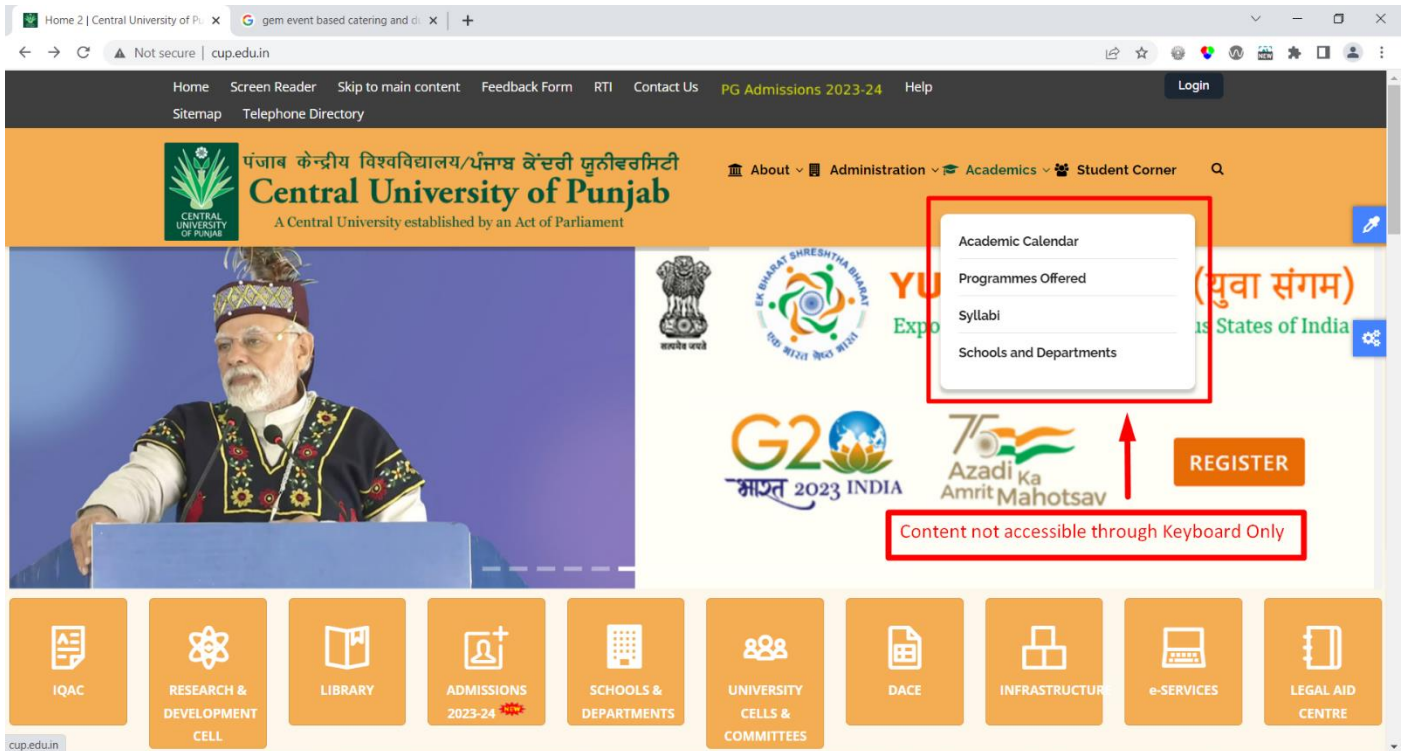 Home 2 | Central University of Pu
gem event based catering and d
Not secure | cup.edu.in
NEW
Home Screen Reader Skip to main content Feedback Form RTI Contact Us PG Admissions 2023-24 Help Login
Sitemap Telephone Directory
पंजाब केन्द्रीय विश्वविद्यालय/ਪੰਜਾਬ ਕੇਂਦਰੀ ਯੂਨੀਵਰਸਿਟੀ
Central University of Punjab
A Central University established by an Act of Parliament
CENTRAL
UNIVERSITY
OF PUNJAB
About Administration Academics Student Corner
Academic Calendar
Programmes Offered
Syllabi
Schools and Departments
सत्यमेव जयते
EK BHARAT SHRESHTHA BHARAT
एक भारत श्रेष्ठ भारत
YU
(युवा संगम)
Expo
us States of India
G20
भारत 2023 INDIA
75
Azadi Ka
Amrit Mahotsav
REGISTER
Content not accessible through Keyboard Only
IQAC
RESEARCH &
DEVELOPMENT
CELL
LIBRARY
ADMISSIONS
2023-24 NEW
SCHOOLS &
DEPARTMENTS
UNIVERSITY
CELLS &
COMMITTEES
DACE
INFRASTRUCTURE
e-SERVICES
LEGAL AID
CENTRE
cup.edu.in